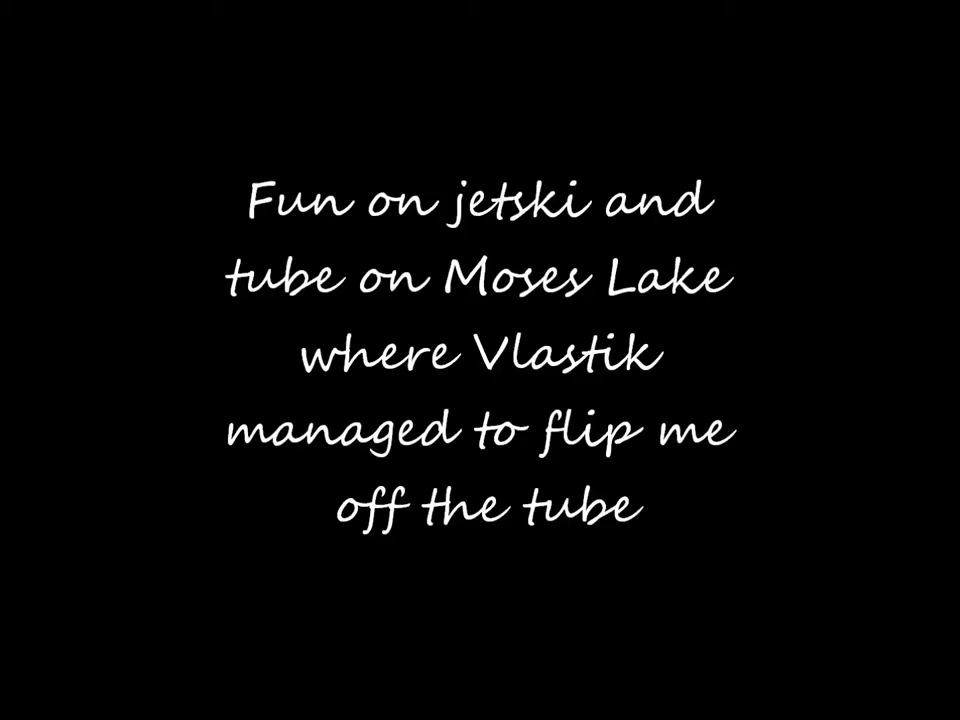 Fun on jetski and
tube on Moses Lake
where Vlastik
managed to flip me
off the tube